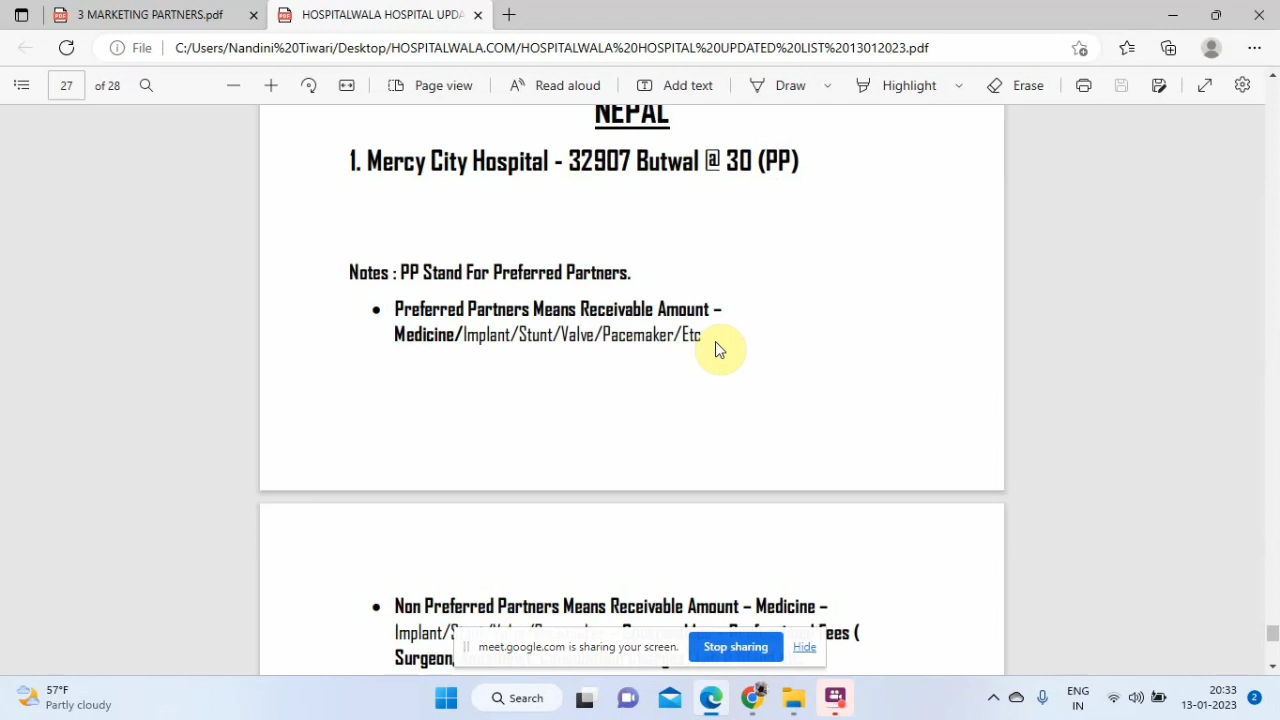 3 MARKETING PARTNERS.pdf
HOSPITALWALA HOSPITAL UPDA
File
C:/Users/Nandini%20Tiwari/Desktop/HOSPITALWALA.COM/HOSPITALWALA%20HOSPITAL%20UPDATED%20LIST%2013012023.pdf
27 of 28
Page view
Read aloud
Add text
Draw
Highlight
Erase
NEPAL
1. Mercy City Hospital - 32907 Butwal @ 30 (PP)
Notes : PP Stand For Preferred Partners.
• Preferred Partners Means Receivable Amount –
Medicine/Implant/Stunt/Valve/Pacemaker/Etc
• Non Preferred Partners Means Receivable Amount – Medicine –
Surgeon
meet.google.com is sharing your screen.
Stop sharing
Hide
57°F
Partly cloudy
Search
ENG
IN
20:33
13-01-2023
2